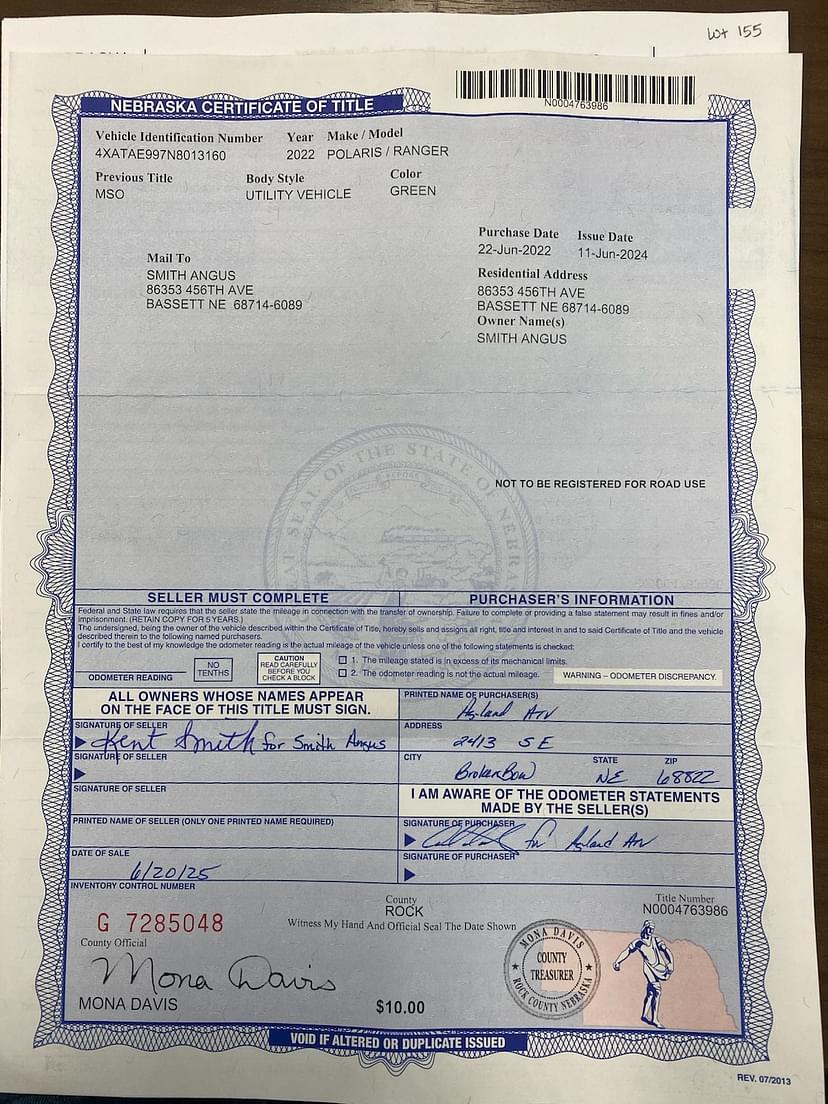 Lot 155
N0004763986
NEBRASKA CERTIFICATE OF TITLE
Vehicle Identification Number Year Make / Model
4XATAE997N8013160 2022 POLARIS / RANGER
Previous Title Body Style Color
MSO UTILITY VEHICLE GREEN
Purchase Date Issue Date
22-Jun-2022 11-Jun-2024
Mail To
SMITH ANGUS
86353 456TH AVE
BASSETT NE 68714-6089
Residential Address
86353 456TH AVE
BASSETT NE 68714-6089
Owner Name(s)
SMITH ANGUS
SEAL OF THE STATE OF NEBRA
NOT TO BE REGISTERED FOR ROAD USE
SELLER MUST COMPLETE PURCHASER'S INFORMATION
Federal and State law requires that the seller state the mileage in connection with the transfer of ownership. Failure to complete or providing a false statement may result in fines and/or
imprisonment. (RETAIN COPY FOR 5 YEARS.)
The undersigned, being the owner of the vehicle described within the Certificate of Title, hereby sells and assigns all right, title and interest in and to said Certificate of Title and the vehicle
described therein to the following named purchasers.
I certify to the best of my knowledge the odometer reading is the actual mileage of the vehicle unless one of the following statements is checked:
ODOMETER READING
NO
TENTHS
CAUTION
READ CAREFULLY
BEFORE YOU
CHECK A BLOCK
1. The mileage stated is in excess of its mechanical limits.
2. The odometer reading is not the actual mileage.
WARNING – ODOMETER DISCREPANCY.
ALL OWNERS WHOSE NAMES APPEAR
ON THE FACE OF THIS TITLE MUST SIGN.
SIGNATURE OF SELLER
Kent Smith for Smith Angus
SIGNATURE OF SELLER
SIGNATURE OF SELLER
PRINTED NAME OF SELLER (ONLY ONE PRINTED NAME REQUIRED)
DATE OF SALE
6/20/25
PRINTED NAME OF PURCHASER(S)
ATV
ADDRESS
2413 S E
CITY STATE ZIP
Broken Bow NE 68822
I AM AWARE OF THE ODOMETER STATEMENTS
MADE BY THE SELLER(S)
SIGNATURE OF PURCHASER
for
SIGNATURE OF PURCHASER
INVENTORY CONTROL NUMBER
G 7285048
County
ROCK
Title Number
N0004763986
Witness My Hand And Official Seal The Date Shown
County Official
Mona Davis
MONA DAVIS
$10.00
MONA DAVIS
COUNTY
TREASURER
ROCK COUNTY NEBRASKA
VOID IF ALTERED OR DUPLICATE ISSUED
REV. 07/2013